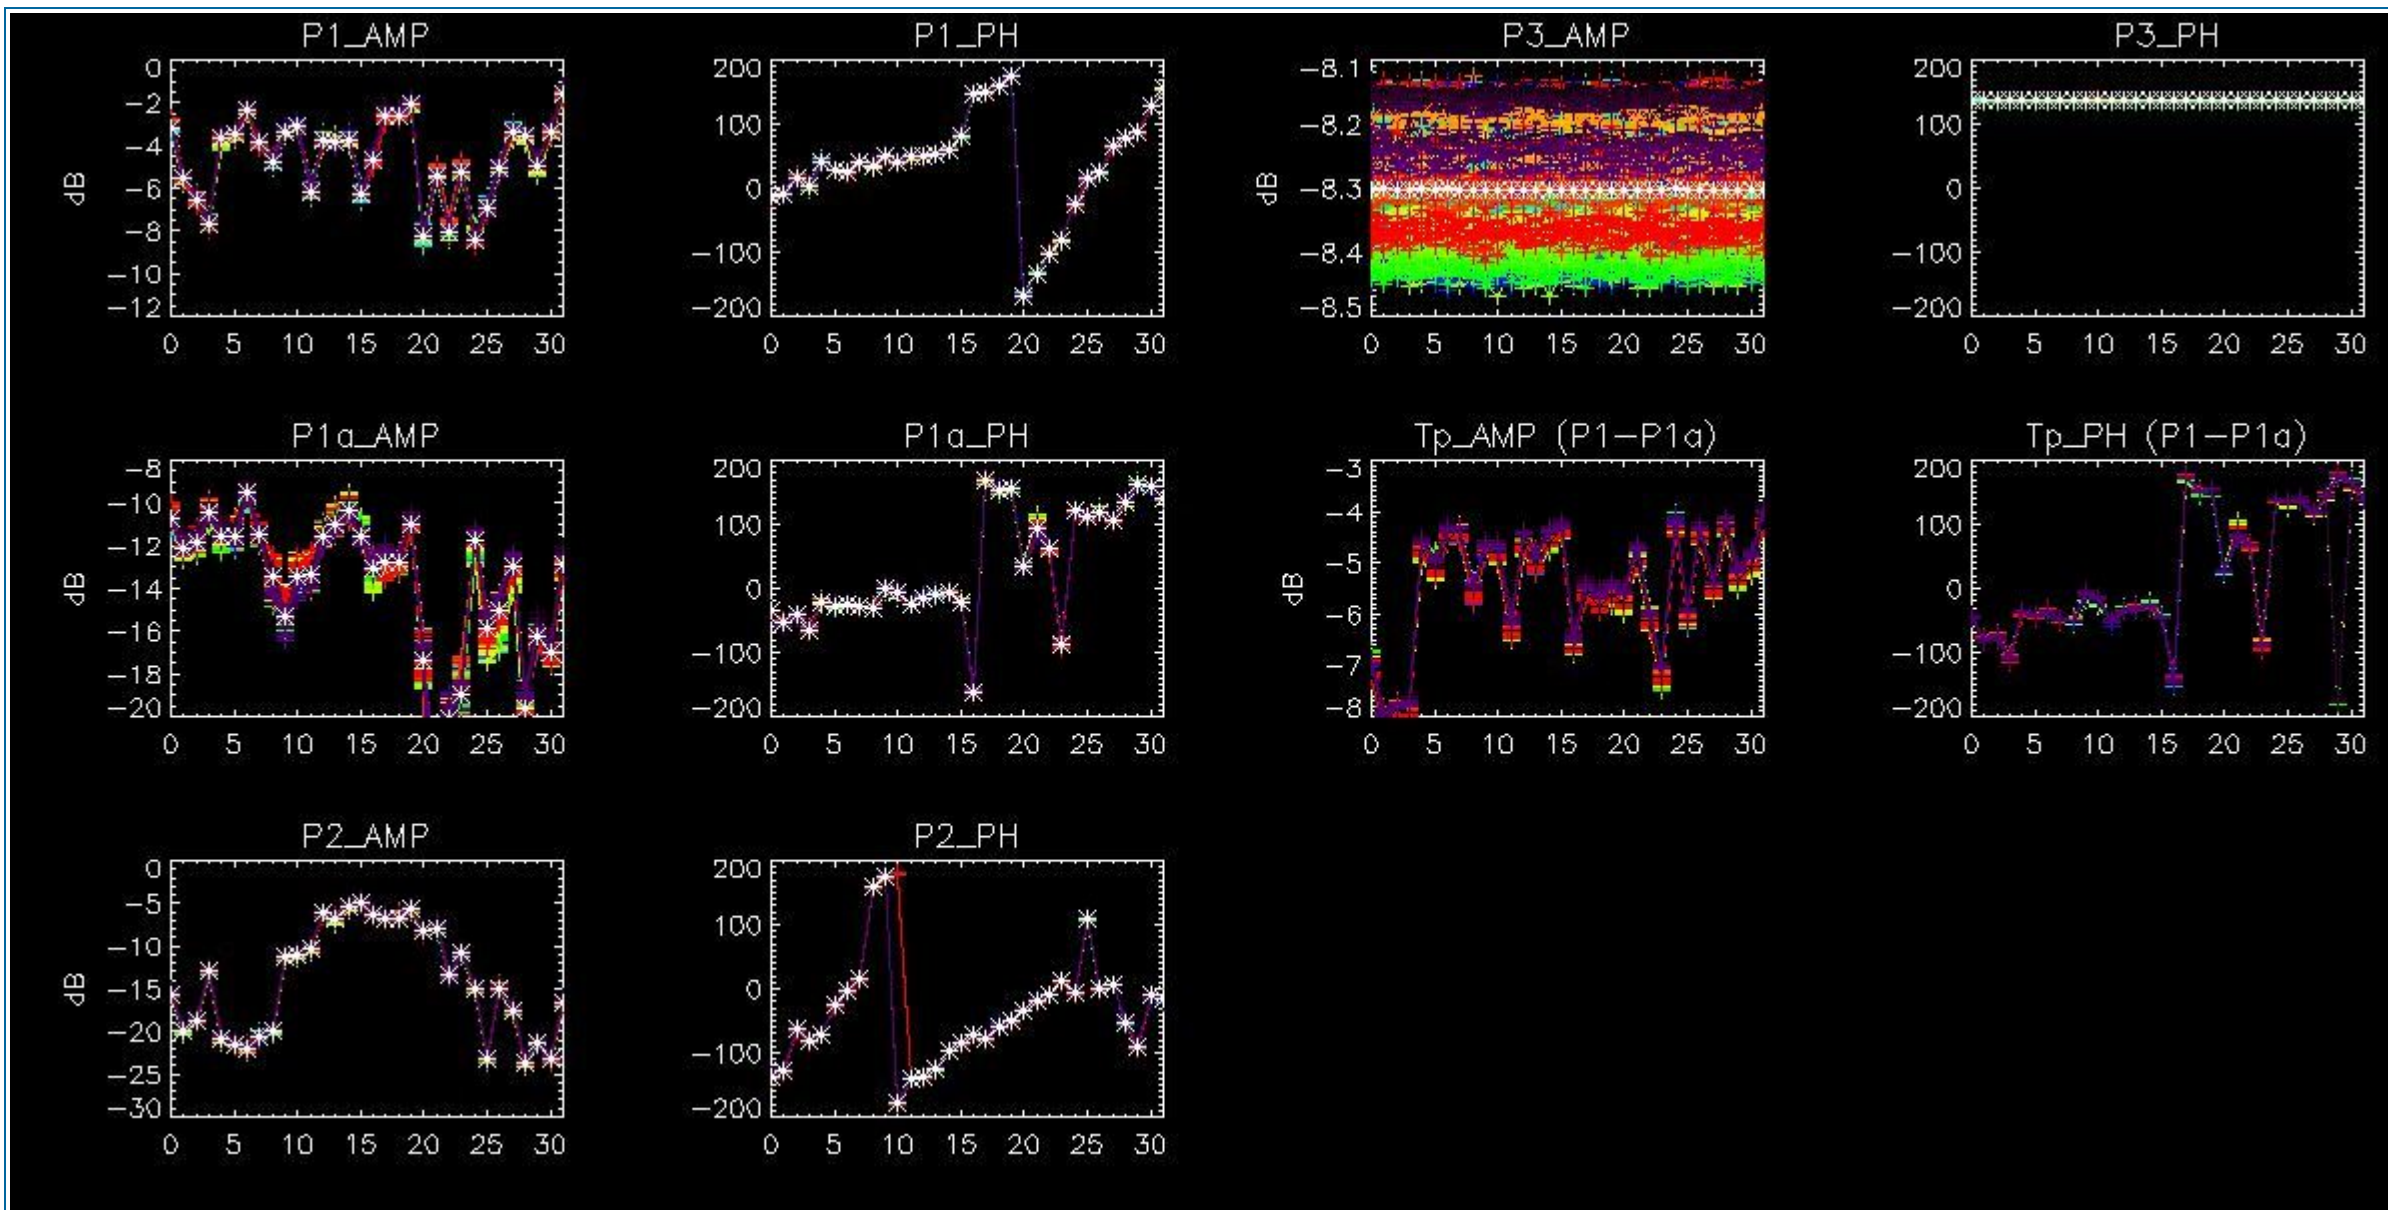 P1_AMP
0
−2
−4
−6
−8
−10
−12
dB
0 5 10 15 20 25 30
P1_PH
200
100
0
−100
−200
0 5 10 15 20 25 30
P3_AMP
−8.1
−8.2
−8.3
−8.4
−8.5
dB
0 5 10 15 20 25 30
P3_PH
200
100
0
−100
−200
0 5 10 15 20 25 30
P1a_AMP
−8
−10
−12
−14
−16
−18
−20
dB
0 5 10 15 20 25 30
P1a_PH
200
100
0
−100
−200
0 5 10 15 20 25 30
Tp_AMP (P1−P1a)
−3
−4
−5
−6
−7
−8
dB
0 5 10 15 20 25 30
Tp_PH (P1−P1a)
200
100
0
−100
−200
0 5 10 15 20 25 30
P2_AMP
0
−5
−10
−15
−20
−25
−30
dB
0 5 10 15 20 25 30
P2_PH
200
100
0
−100
−200
0 5 10 15 20 25 30